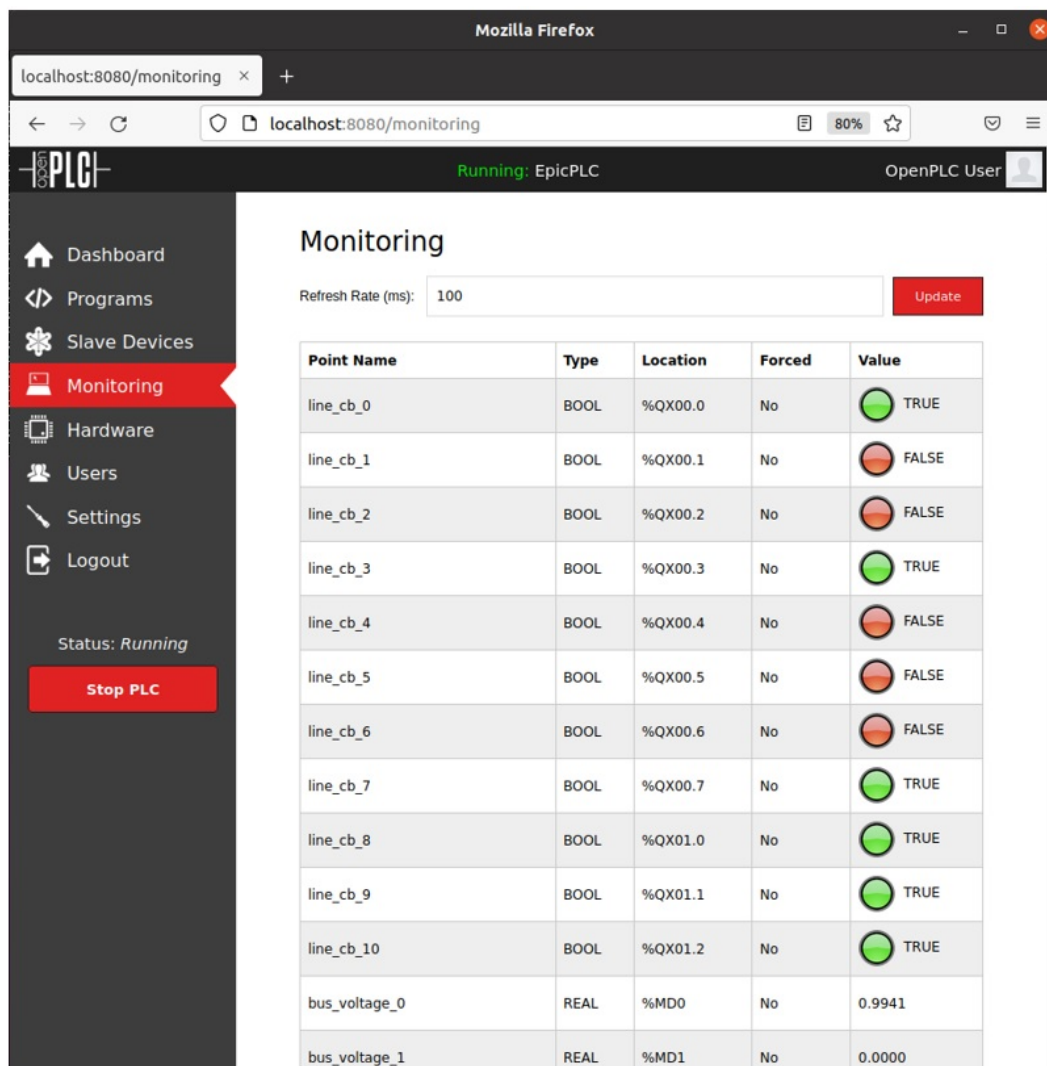 Mozilla Firefox
localhost:8080/monitoring
localhost:8080/monitoring 80%
open PLC Running: EpicPLC OpenPLC User
Dashboard
Programs
Slave Devices
Monitoring
Hardware
Users
Settings
Logout
Status: Running
Stop PLC
Monitoring
Refresh Rate (ms): 100 Update
Point Name Type Location Forced Value
line_cb_0 BOOL %QX00.0 No TRUE
line_cb_1 BOOL %QX00.1 No FALSE
line_cb_2 BOOL %QX00.2 No FALSE
line_cb_3 BOOL %QX00.3 No TRUE
line_cb_4 BOOL %QX00.4 No FALSE
line_cb_5 BOOL %QX00.5 No FALSE
line_cb_6 BOOL %QX00.6 No FALSE
line_cb_7 BOOL %QX00.7 No TRUE
line_cb_8 BOOL %QX01.0 No TRUE
line_cb_9 BOOL %QX01.1 No TRUE
line_cb_10 BOOL %QX01.2 No TRUE
bus_voltage_0 REAL %MD0 No 0.9941
bus_voltage_1 REAL %MD1 No 0.0000